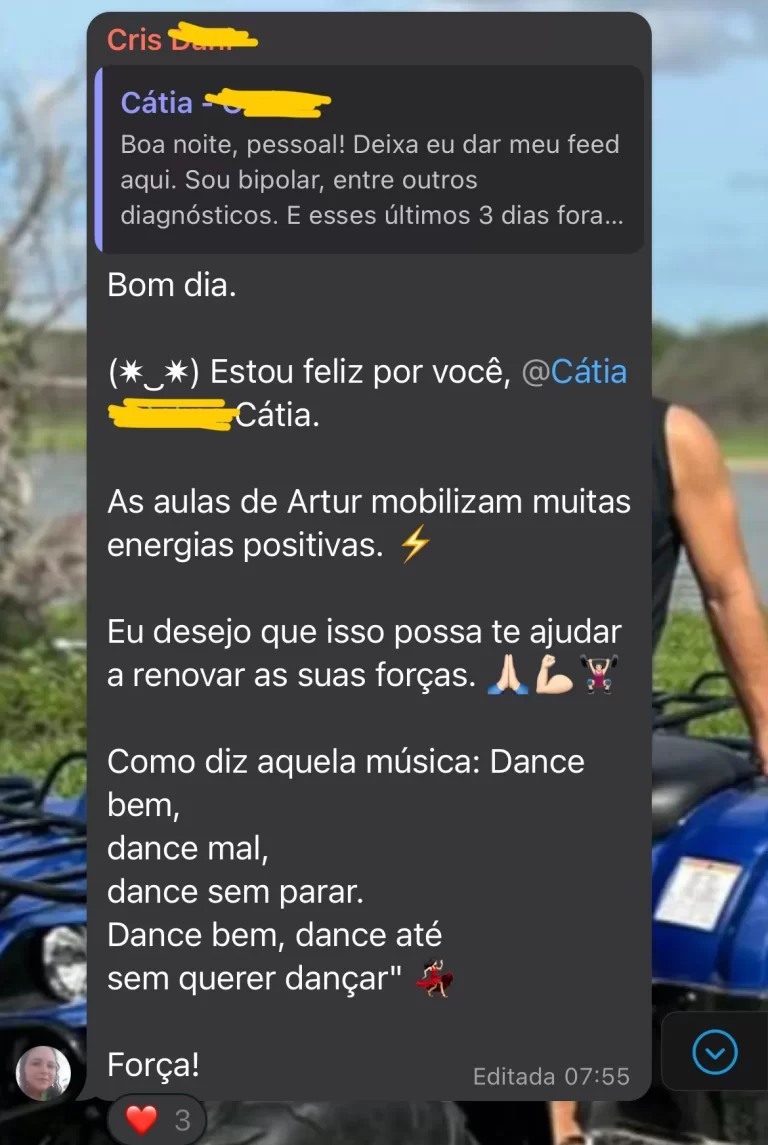 Cris
Cátia -
Boa noite, pessoal! Deixa eu dar meu feed
aqui. Sou bipolar, entre outros
diagnósticos. E esses últimos 3 dias fora...
Bom dia.
(✷‿✷) Estou feliz por você, @Cátia
Cátia.
As aulas de Artur mobilizam muitas
energias positivas. ⚡
Eu desejo que isso possa te ajudar
a renovar as suas forças. 🙏🏻💪🏻🏋🏻‍♀️
Como diz aquela música: Dance
bem,
dance mal,
dance sem parar.
Dance bem, dance até
sem querer dançar" 💃🏻
Força!
Editada 07:55
❤️ 3